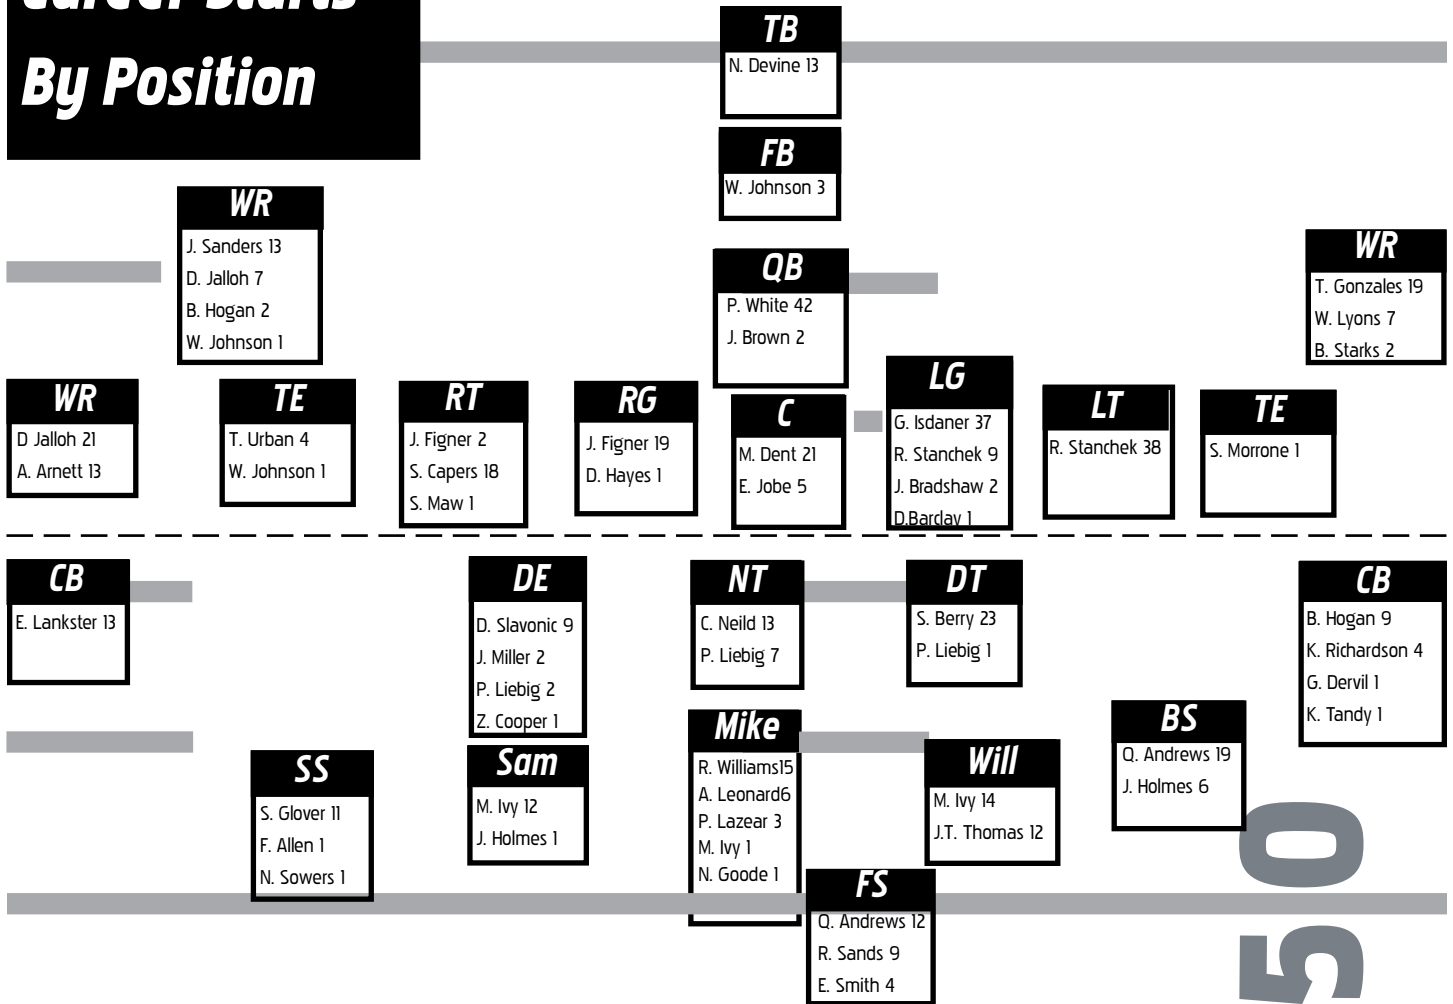 Career Starts
By Position
TB
N. Devine 13
FB
W. Johnson 3
WR
J. Sanders 13
D. Jalloh 7
B. Hogan 2
W. Johnson 1
QB
P. White 42
J. Brown 2
WR
T. Gonzales 19
W. Lyons 7
B. Starks 2
WR
D Jalloh 21
A. Arnett 13
TE
T. Urban 4
W. Johnson 1
RT
J. Figner 2
S. Capers 18
S. Maw 1
RG
J. Figner 19
D. Hayes 1
C
M. Dent 21
E. Jobe 5
LG
G. Isdaner 37
R. Stanchek 9
J. Bradshaw 2
D.Barclay 1
LT
R. Stanchek 38
TE
S. Morrone 1
CB
E. Lankster 13
DE
D. Slavonic 9
J. Miller 2
P. Liebig 2
Z. Cooper 1
NT
C. Neild 13
P. Liebig 7
DT
S. Berry 23
P. Liebig 1
CB
B. Hogan 9
K. Richardson 4
G. Dervil 1
K. Tandy 1
SS
S. Glover 11
F. Allen 1
N. Sowers 1
Sam
M. Ivy 12
J. Holmes 1
Mike
R. Williams15
A. Leonard6
P. Lazear 3
M. Ivy 1
N. Goode 1
Will
M. Ivy 14
J.T. Thomas 12
BS
Q. Andrews 19
J. Holmes 6
FS
Q. Andrews 12
R. Sands 9
E. Smith 4
50